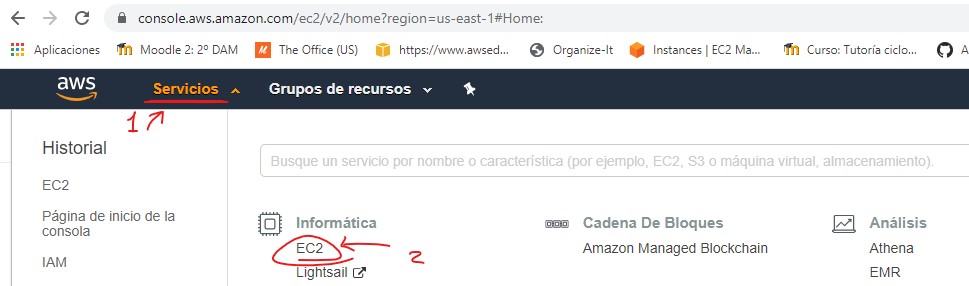 console.aws.amazon.com/ec2/v2/home?region=us-east-1#Home:
Aplicaciones Moodle 2: 2º DAM The Office (US) https://www.awsed... Organize-It Instances | EC2 Ma... Curso: Tutoría ciclo... A
aws Servicios Grupos de recursos
1
Historial
Busque un servicio por nombre o característica (por ejemplo, EC2, S3 o máquina virtual, almacenamiento).
EC2
Página de inicio de la
consola
IAM
Informática
EC2
2
Lightsail
Cadena De Bloques
Amazon Managed Blockchain
Análisis
Athena
EMR